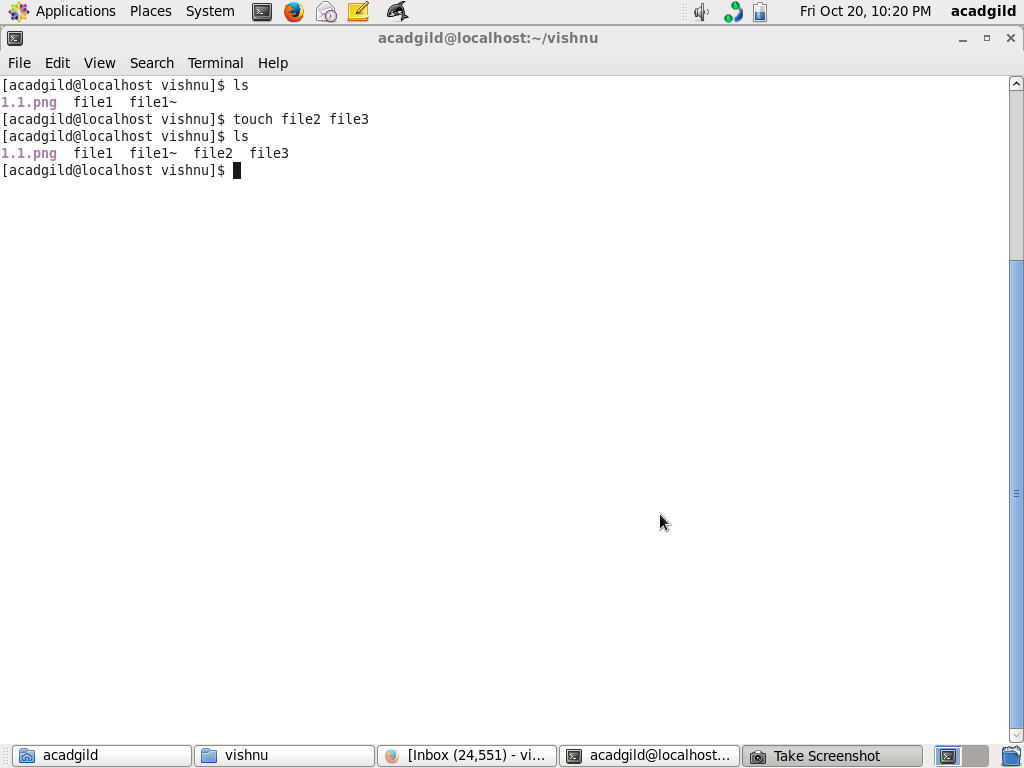 Applications Places System Fri Oct 20, 10:20 PM acadgild
acadgild@localhost:~/vishnu
File Edit View Search Terminal Help
[acadgild@localhost vishnu]$ ls
1.1.png  file1  file1~
[acadgild@localhost vishnu]$ touch file2 file3
[acadgild@localhost vishnu]$ ls
1.1.png  file1  file1~  file2  file3
[acadgild@localhost vishnu]$
acadgild vishnu [Inbox (24,551) - vi... acadgild@localhost... Take Screenshot